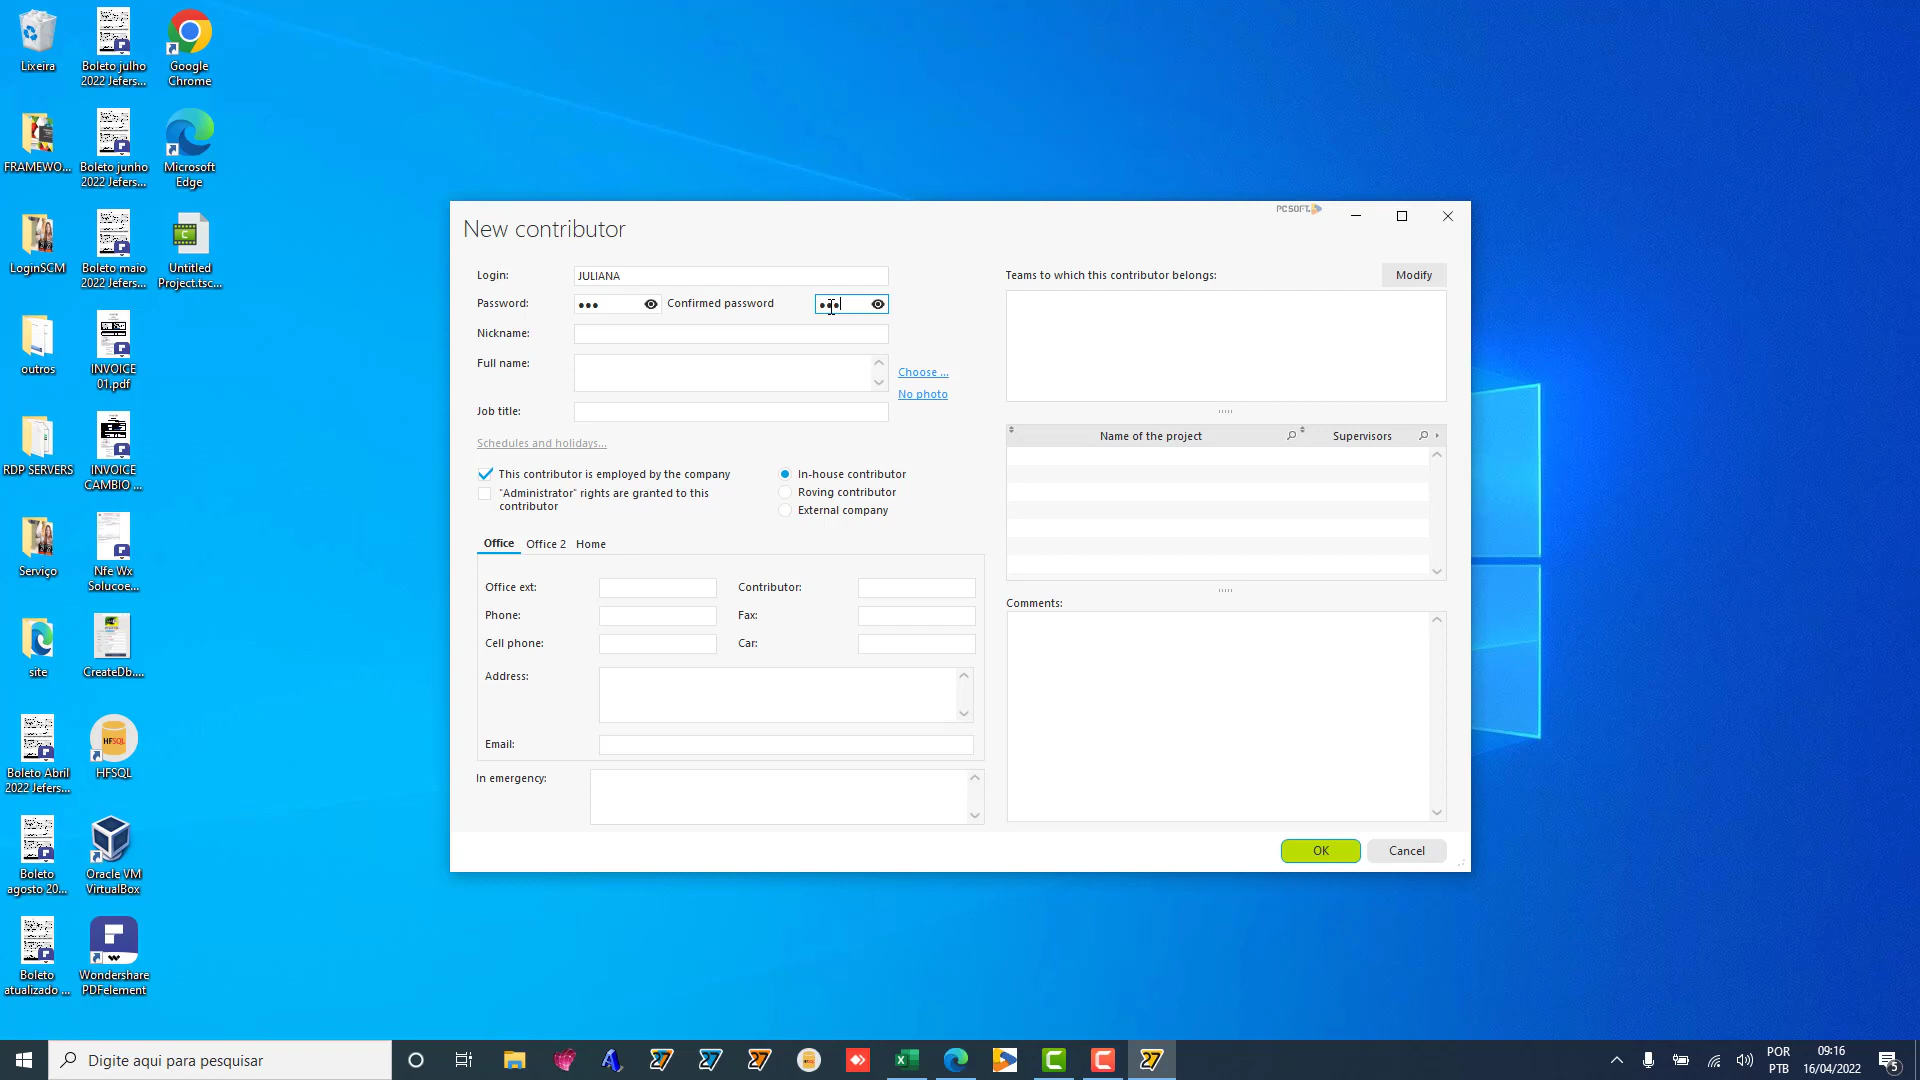 Lixeira
Boleto julho
2022 Jefers...
Google
Chrome
FRAMEWO...
Boleto junho
2022 Jefers...
Microsoft
Edge
LoginSCM
Boleto maio
2022 Jefers...
Untitled
Project.tsc...
outros
INVOICE
01.pdf
RDP SERVERS
INVOICE
CAMBIO ...
Serviço
Nfe Wx
Solucoe...
site
CreateDb....
Boleto Abril
2022 Jefers...
HFSQL
HFSQL
Boleto
agosto 20...
Oracle VM
VirtualBox
Boleto
atualizado ...
Wondershare
PDFelement
PCSOFT
New contributor
Login:
JULIANA
Password:
Confirmed password
Nickname:
Full name:
Choose ...
No photo
Job title:
Schedules and holidays...
This contributor is employed by the company
"Administrator" rights are granted to this
contributor
In-house contributor
Roving contributor
External company
Office
Office 2
Home
Office ext:
Contributor:
Phone:
Fax:
Cell phone:
Car:
Address:
Email:
In emergency:
Teams to which this contributor belongs:
Modify
Name of the project
Supervisors
Comments:
OK
Cancel
Digite aqui para pesquisar
27
27
27
27
POR
PTB
09:16
16/04/2022
5